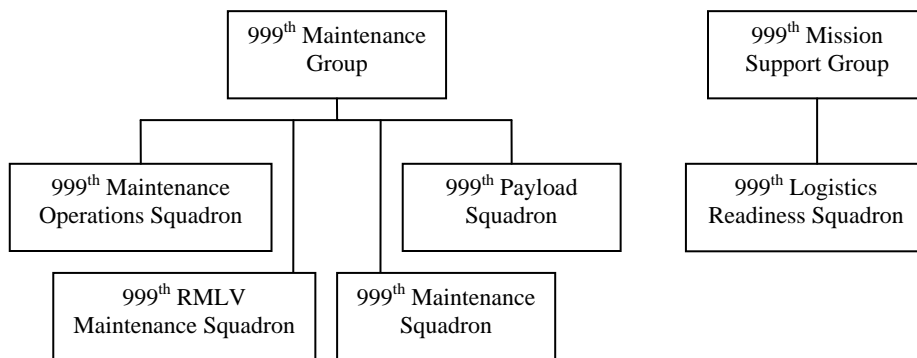 999th Maintenance
Group
999th Mission
Support Group
999th Maintenance
Operations Squadron
999th Payload
Squadron
999th Logistics
Readiness Squadron
999th RMLV
Maintenance Squadron
999th Maintenance
Squadron